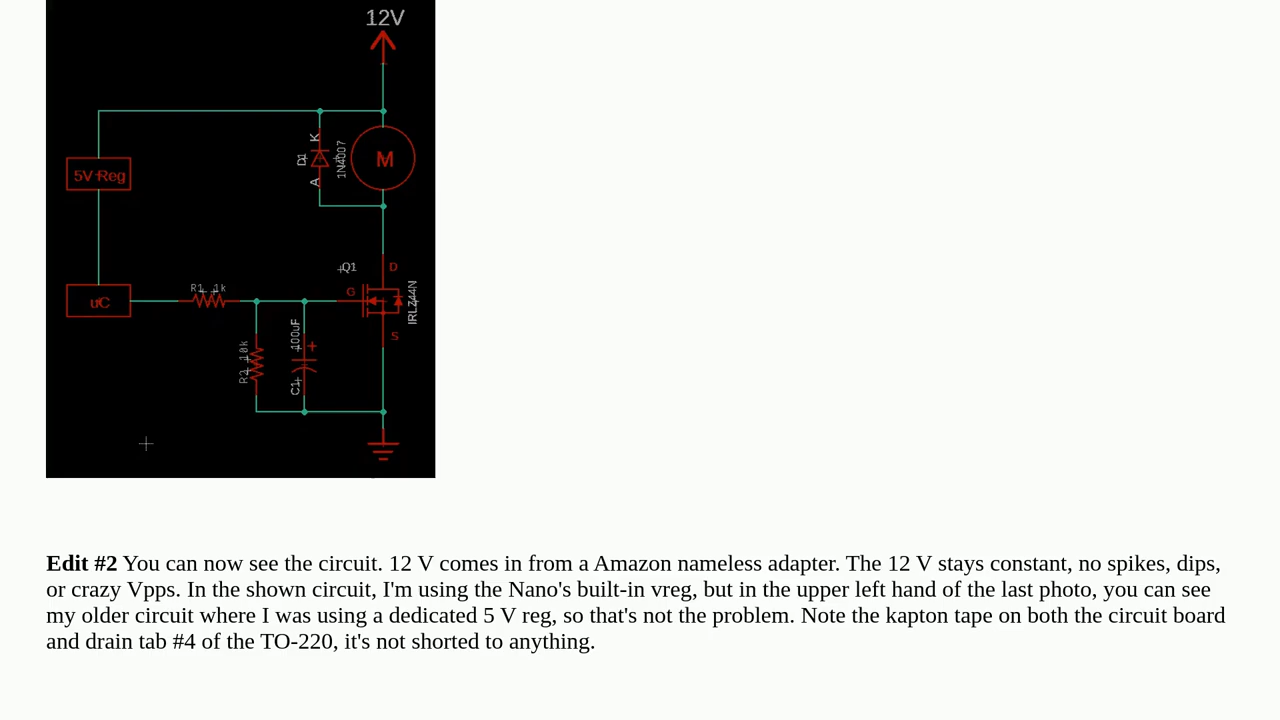 12V
K
D1
1N4007
M
A
5V Reg
Q1
D
R1 1k
G
uC
IRLZ44N
100uF
+
S
R2 10k
C1
Edit #2 You can now see the circuit. 12 V comes in from a Amazon nameless adapter. The 12 V stays constant, no spikes, dips,
or crazy Vpps. In the shown circuit, I'm using the Nano's built-in vreg, but in the upper left hand of the last photo, you can see
my older circuit where I was using a dedicated 5 V reg, so that's not the problem. Note the kapton tape on both the circuit board
and drain tab #4 of the TO-220, it's not shorted to anything.